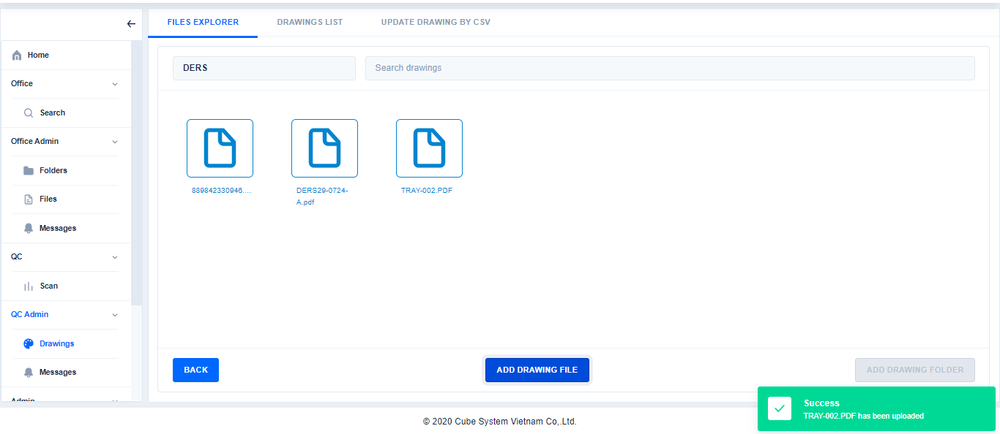 FILES EXPLORER
DRAWINGS LIST
UPDATE DRAWING BY CSV
Home
Office
Search
Office Admin
Folders
Files
Messages
QC
Scan
QC Admin
Drawings
Messages
Admin
DERS
Search drawings
889842330946....
DERS29-0724-
A.pdf
TRAY-002.PDF
BACK
ADD DRAWING FILE
ADD DRAWING FOLDER
Success
TRAY-002.PDF has been uploaded
© 2020 Cube System Vietnam Co,.Ltd.